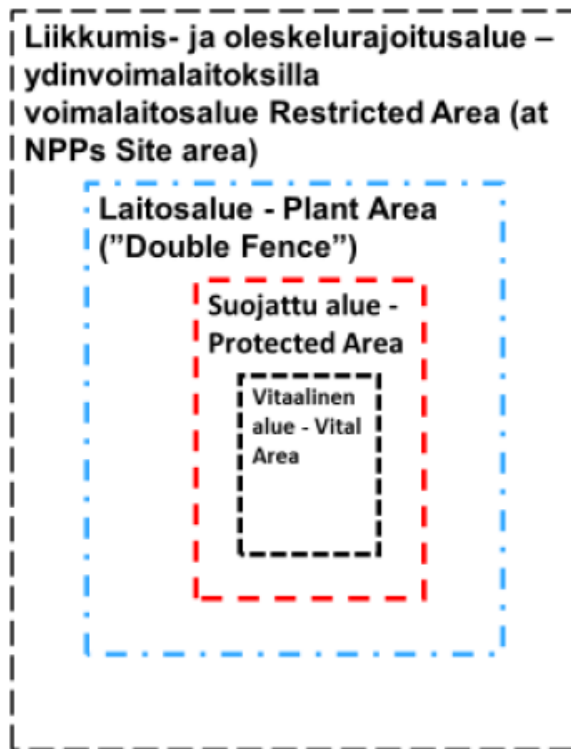 Liikkumis- ja oleskelurajoitusalue –
ydinvoimalaitoksilla
voimalaitosalue Restricted Area (at
NPPs Site area)
Laitosalue - Plant Area
(”Double Fence”)
Suojattu alue -
Protected Area
Vitaalinen
alue - Vital
Area